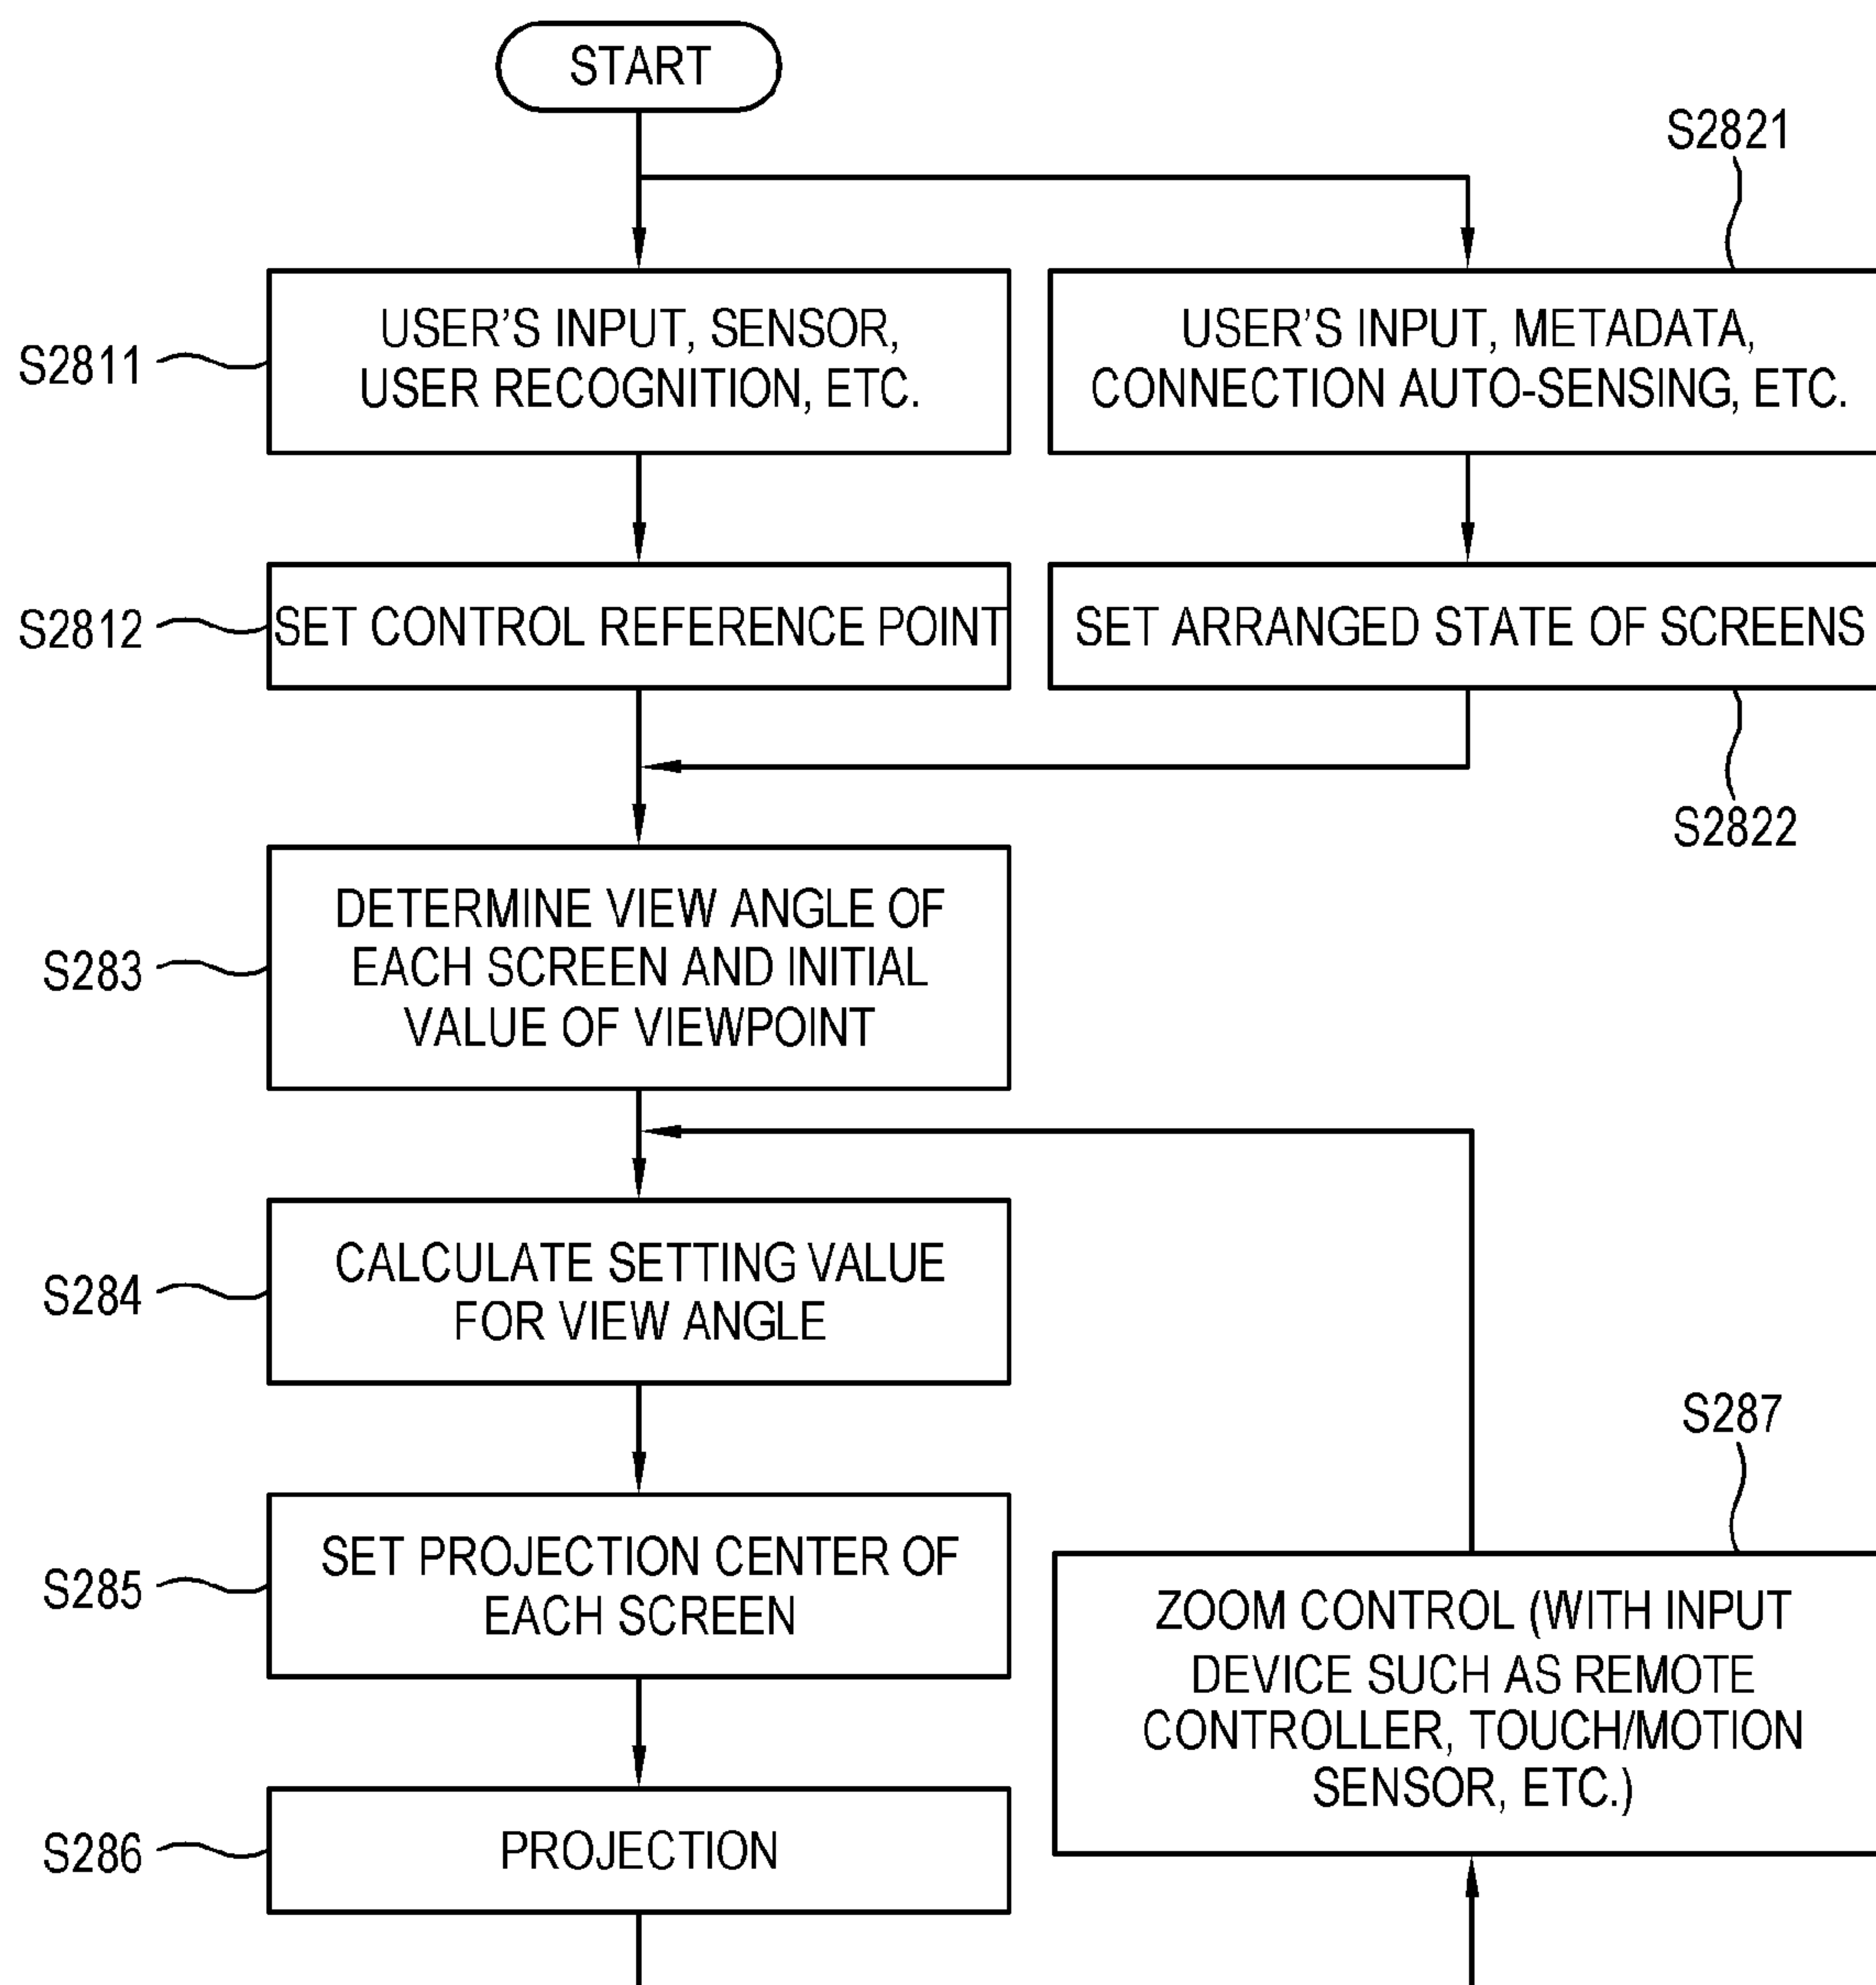 START
S2821
S2811
USER’S INPUT, SENSOR,
USER RECOGNITION, ETC.
USER’S INPUT, METADATA,
CONNECTION AUTO-SENSING, ETC.
S2812
SET CONTROL REFERENCE POINT
SET ARRANGED STATE OF SCREENS
S2822
S283
DETERMINE VIEW ANGLE OF
EACH SCREEN AND INITIAL
VALUE OF VIEWPOINT
S284
CALCULATE SETTING VALUE
FOR VIEW ANGLE
S285
SET PROJECTION CENTER OF
EACH SCREEN
S287
ZOOM CONTROL (WITH INPUT
DEVICE SUCH AS REMOTE
CONTROLLER, TOUCH/MOTION
SENSOR, ETC.)
S286
PROJECTION